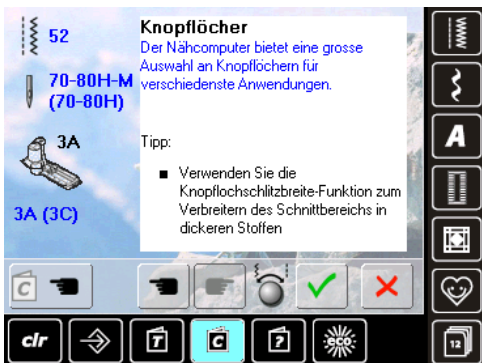 52
70-80H-M
(70-80H)
3A
3A (3C)
Knopflöcher
Der Nähcomputer bietet eine grosse
Auswahl an Knopflöchern für
verschiedenste Anwendungen.
Tipp:
■ Verwenden Sie die
Knopflochschlitzbreite-Funktion zum
Verbreitern des Schnittbereichs in
dickeren Stoffen
A
C
clr
T
C
?
eco
12